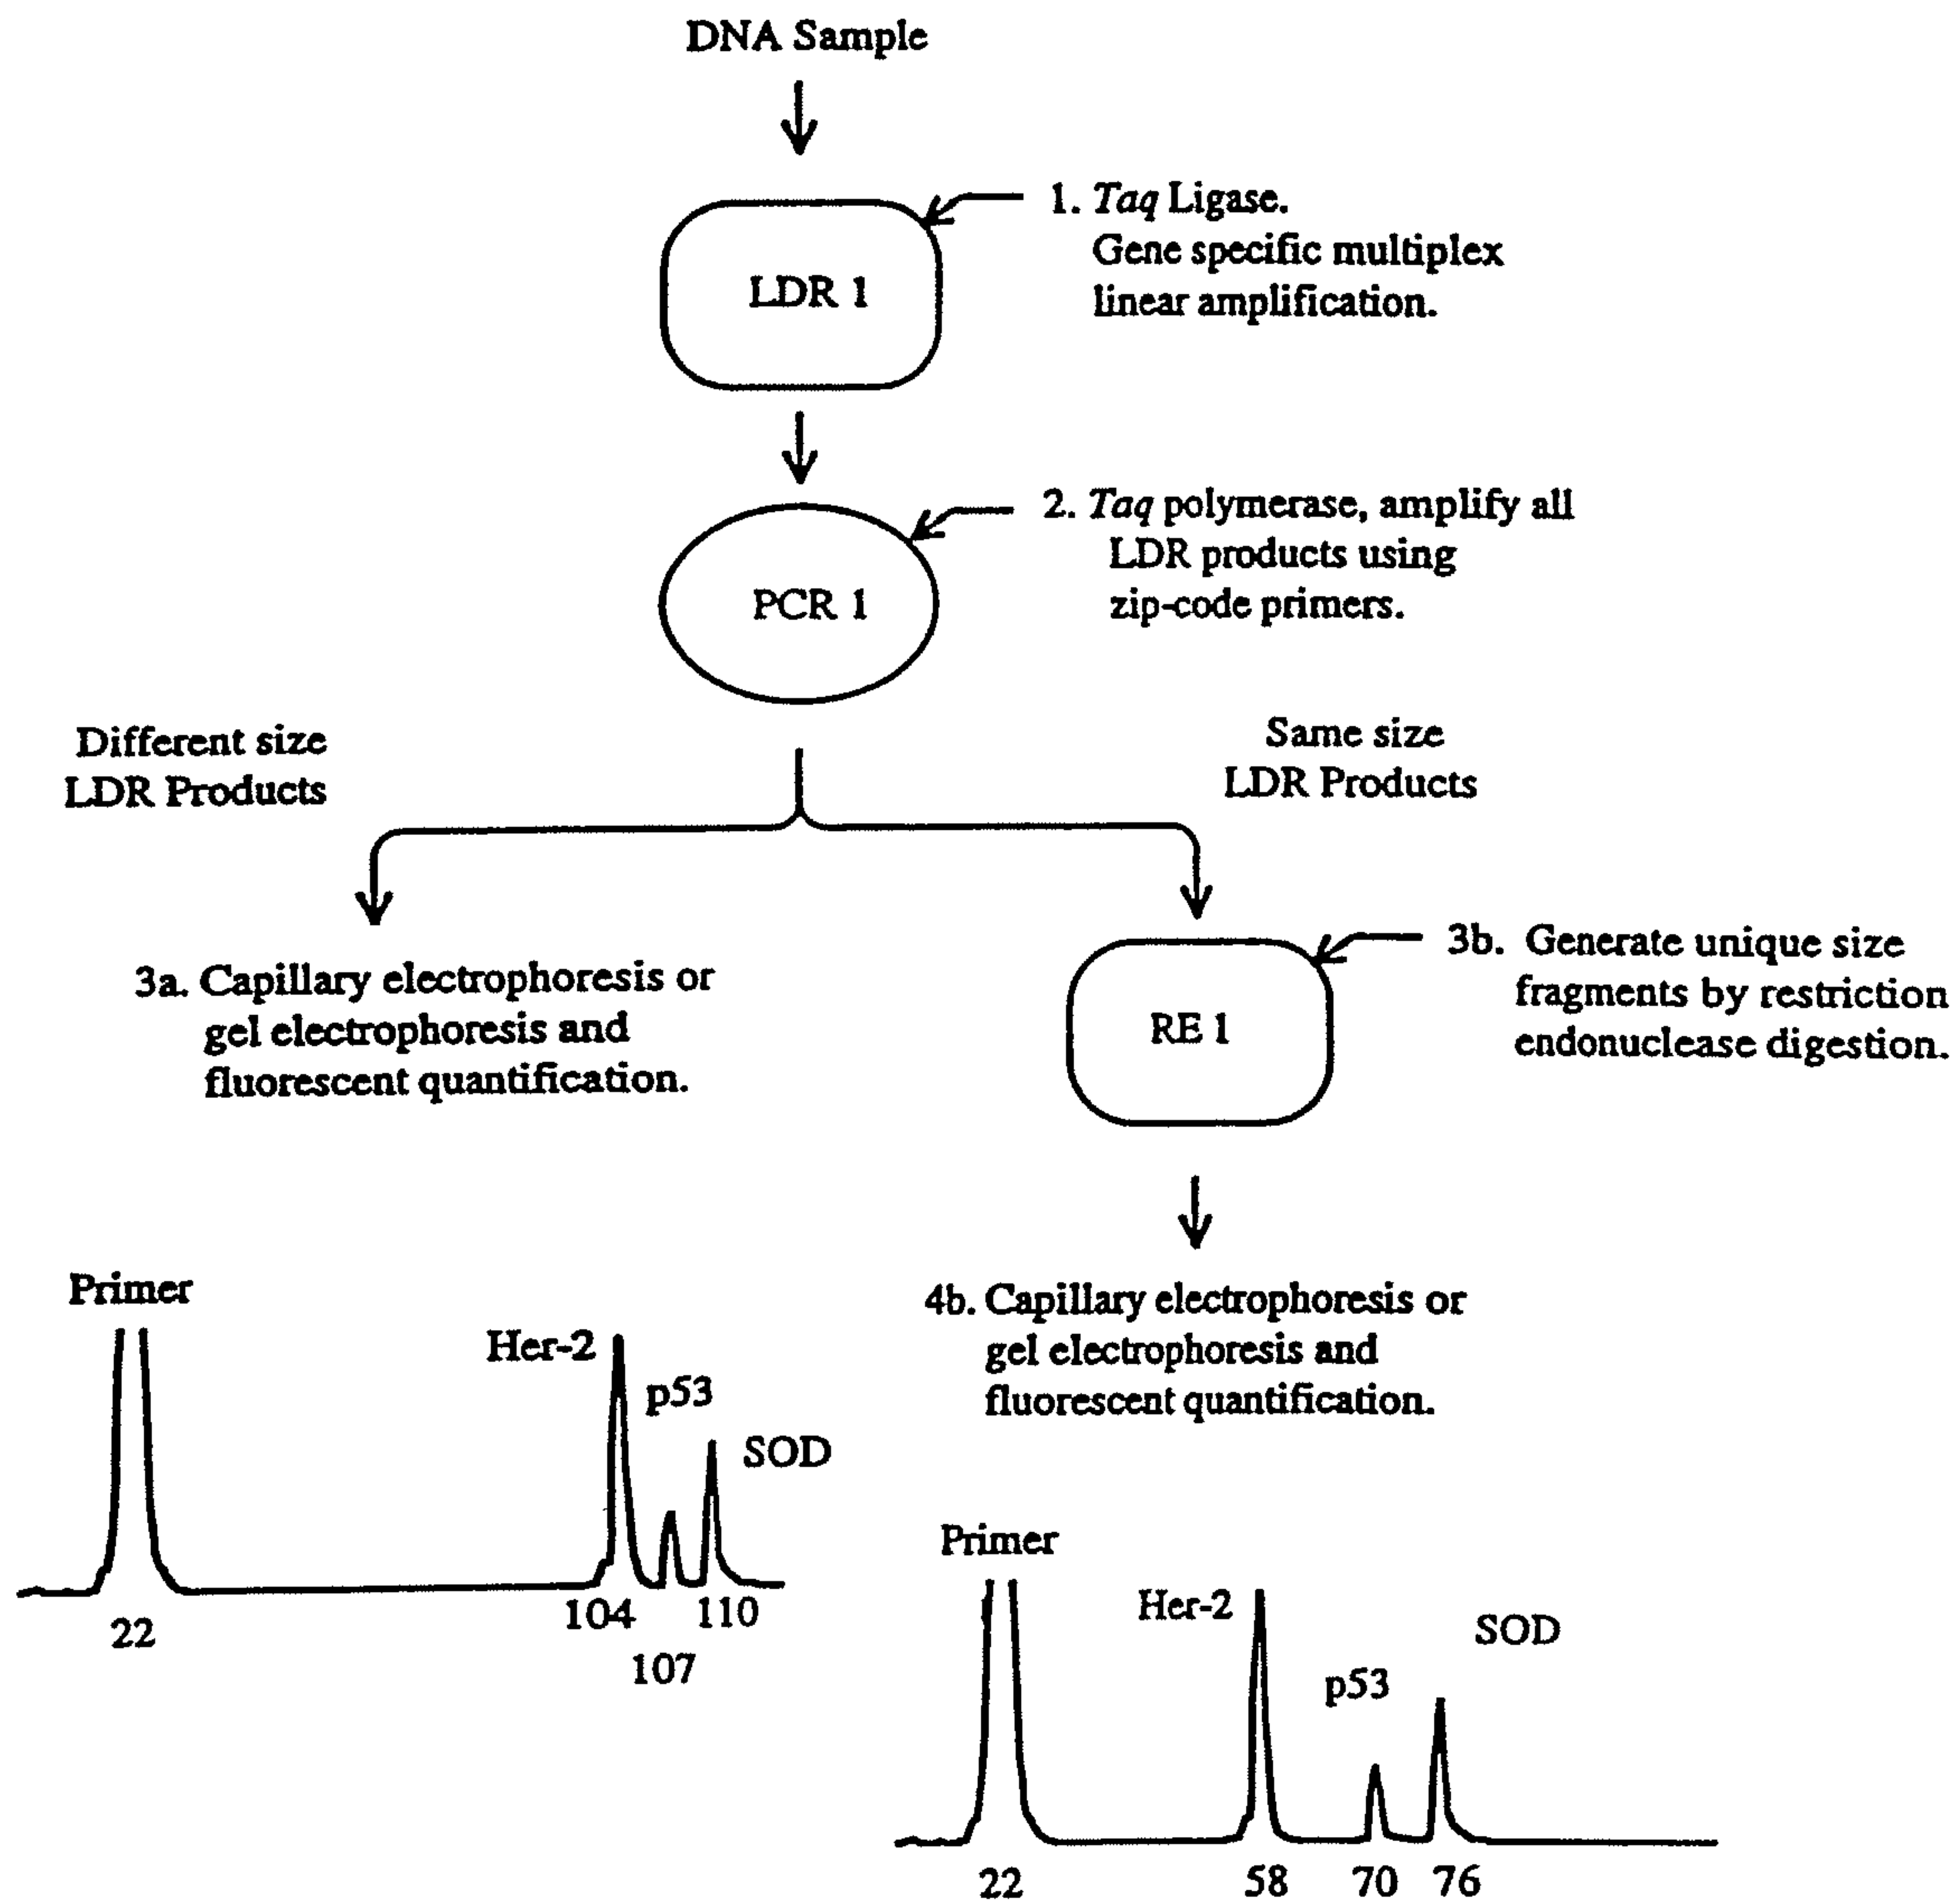 DNA Sample
1. Taq Ligase.
Gene specific multiplex
linear amplification.
LDR 1
2. Taq polymerase, amplify all
LDR products using
zip-code primers.
PCR 1
Different size
LDR Products
Same size
LDR Products
3a. Capillary electrophoresis or
gel electrophoresis and
fluorescent quantification.
3b. Generate unique size
fragments by restriction
endonuclease digestion.
RE 1
Primer
Her-2
p53
SOD
22
104
107
110
4b. Capillary electrophoresis or
gel electrophoresis and
fluorescent quantification.
Primer
Her-2
p53
SOD
22
58
70
76